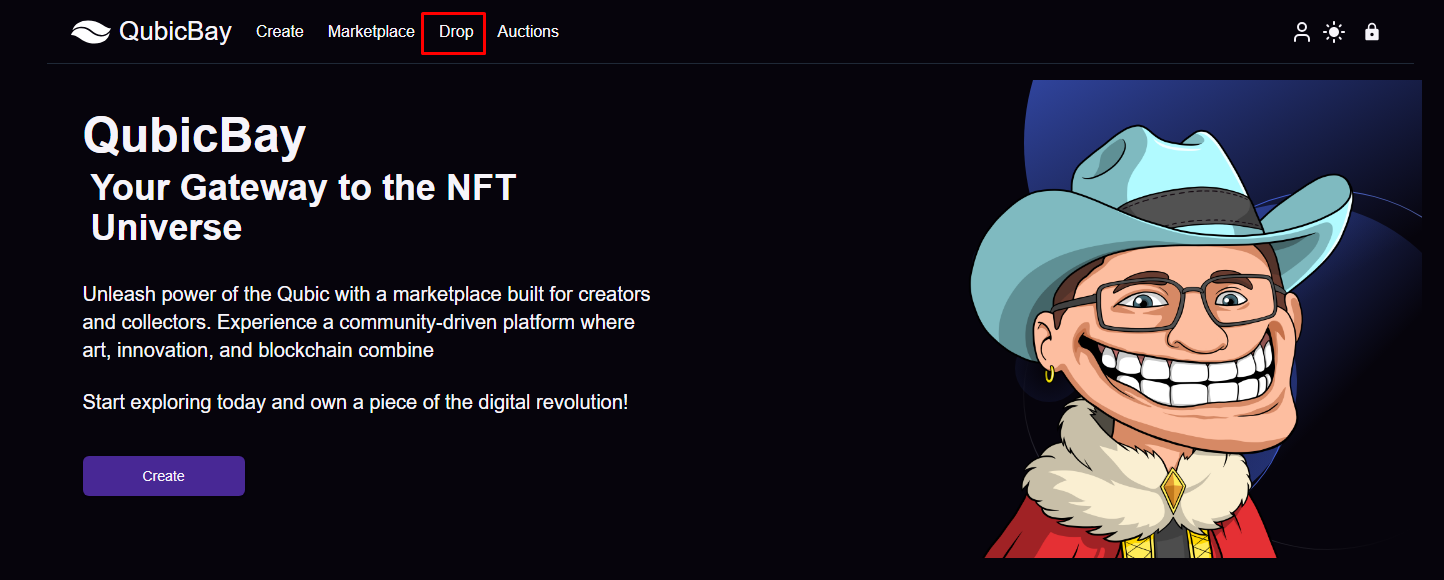 QubicBay Create Marketplace Drop Auctions
QubicBay
Your Gateway to the NFT
Universe
Unleash power of the Qubic with a marketplace built for creators
and collectors. Experience a community-driven platform where
art, innovation, and blockchain combine
Start exploring today and own a piece of the digital revolution!
Create